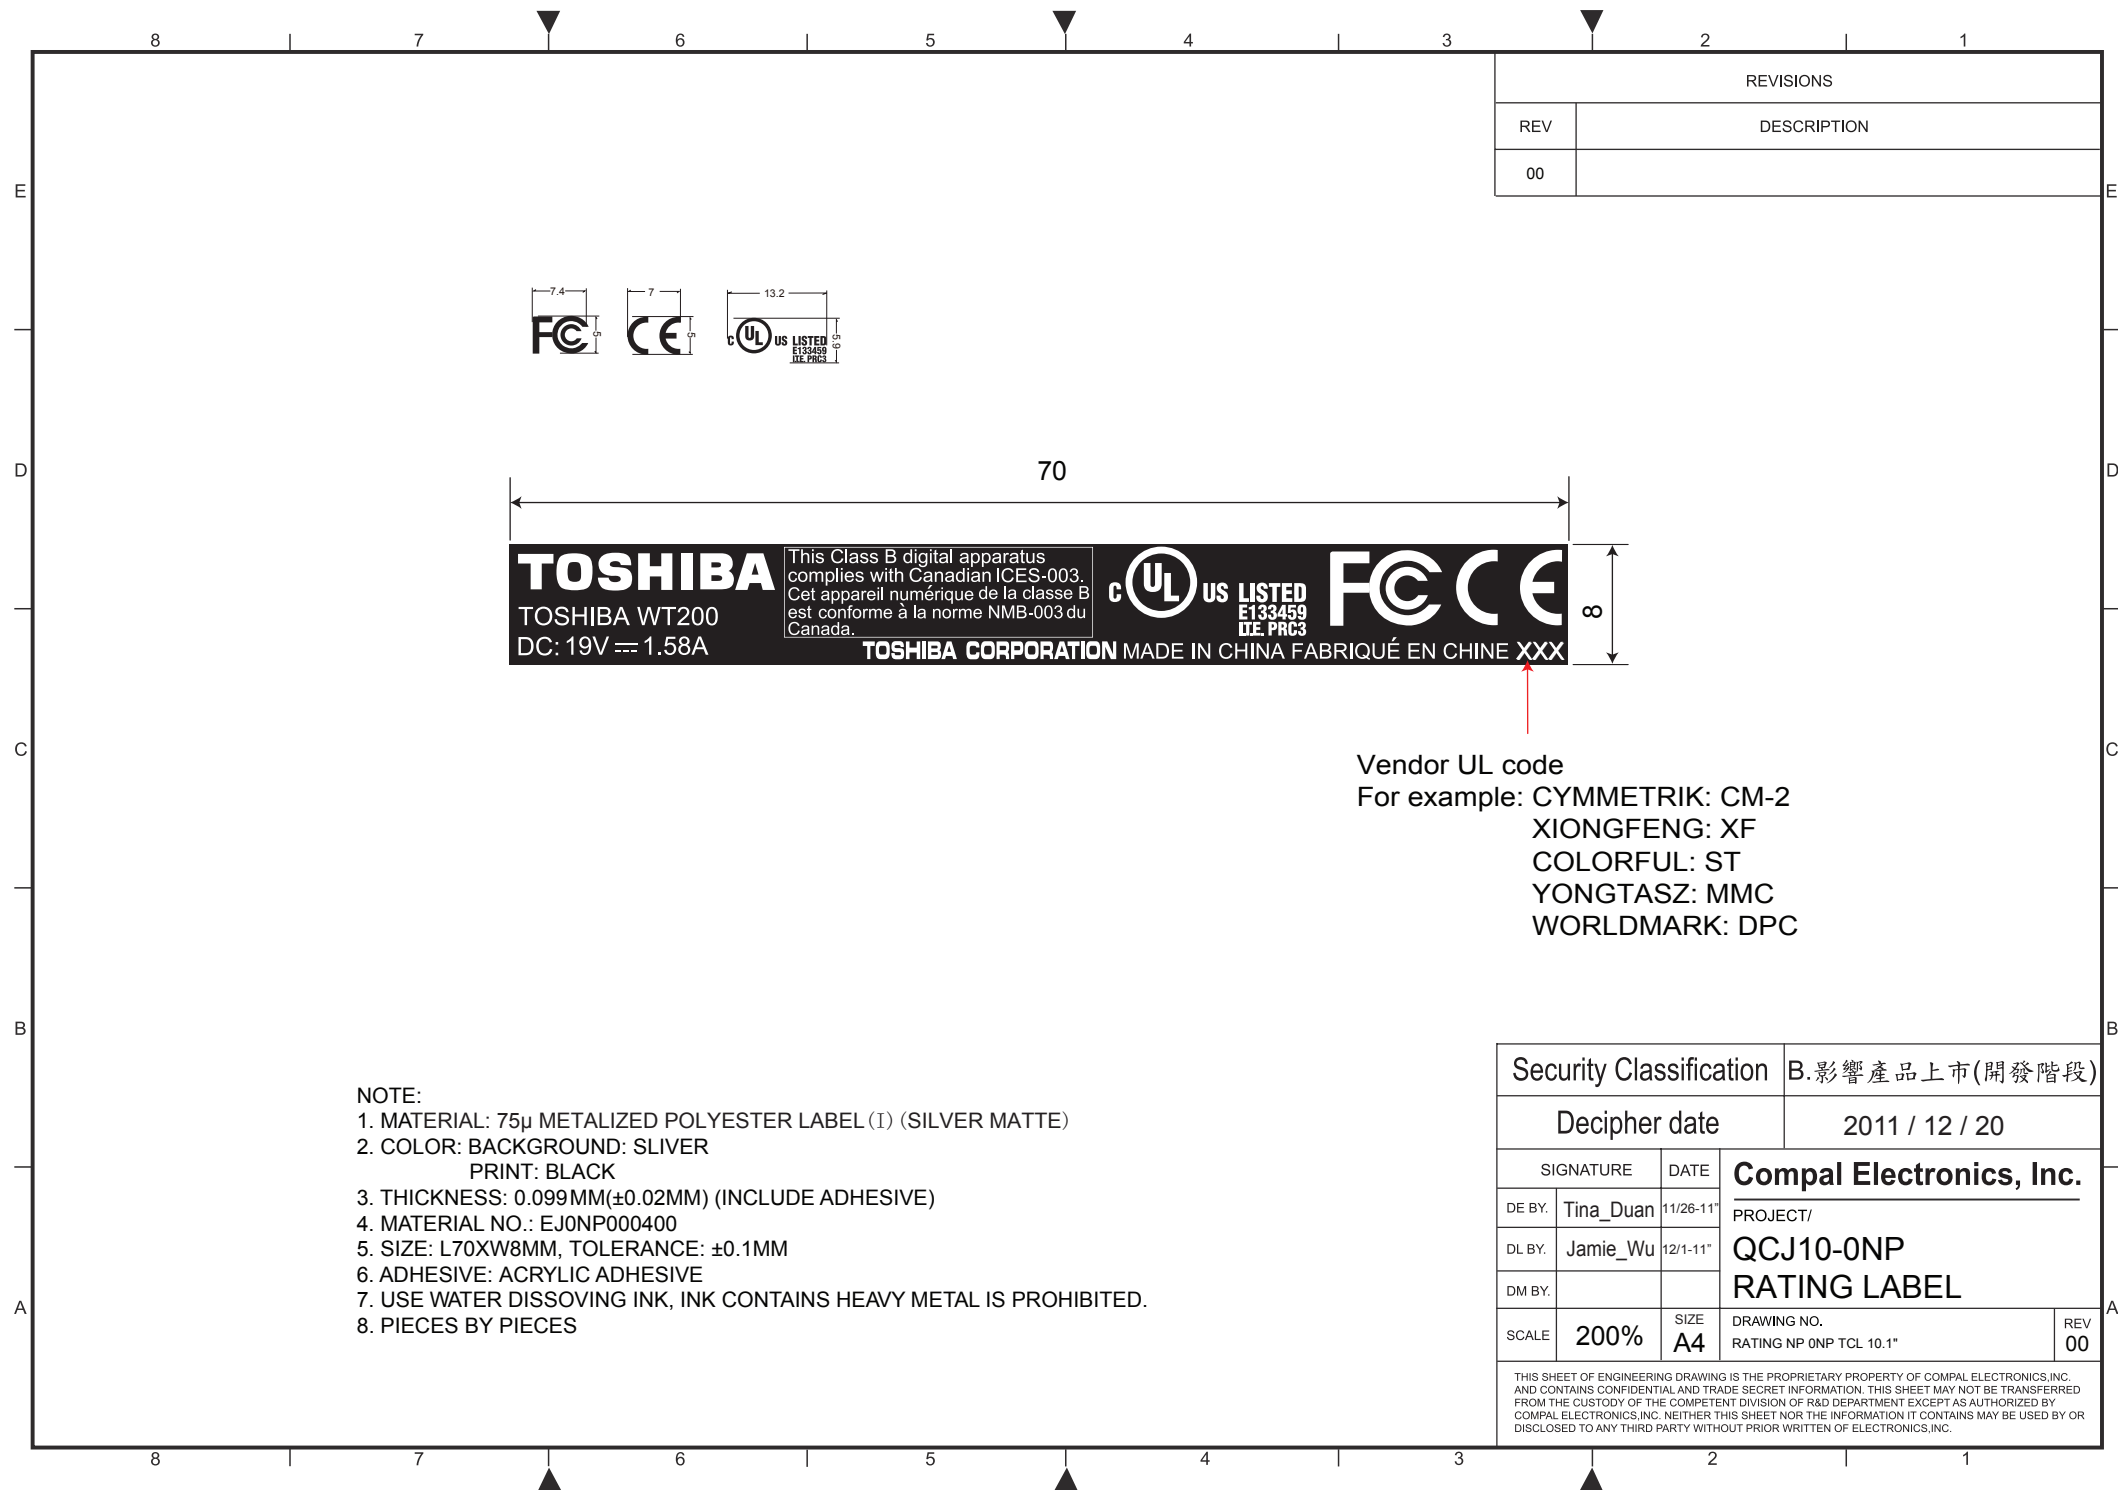 8 7 6 5 4 3 2 1
REVISIONS
REV DESCRIPTION
00
E E
7.4 7 13.2
FC 5 CE 5 C UL US LISTED 5.9
E133459
I.T.E. PRC3
D D
70
TOSHIBA
TOSHIBA WT200
DC: 19V 1.58A
This Class B digital apparatus
complies with Canadian ICES-003.
Cet appareil numérique de la classe B
est conforme à la norme NMB-003 du
Canada.
C UL US LISTED
E133459
I.T.E. PRC3
FC CE
8
TOSHIBA CORPORATION MADE IN CHINA FABRIQUÉ EN CHINE XXX
C C
Vendor UL code
For example: CYMMETRIK: CM-2
XIONGFENG: XF
COLORFUL: ST
YONGTASZ: MMC
WORLDMARK: DPC
B B
NOTE:
1. MATERIAL: 75μ METALIZED POLYESTER LABEL(I) (SILVER MATTE)
2. COLOR: BACKGROUND: SLIVER
PRINT: BLACK
3. THICKNESS: 0.099MM(±0.02MM) (INCLUDE ADHESIVE)
4. MATERIAL NO.: EJ0NP000400
5. SIZE: L70XW8MM, TOLERANCE: ±0.1MM
6. ADHESIVE: ACRYLIC ADHESIVE
7. USE WATER DISSOVING INK, INK CONTAINS HEAVY METAL IS PROHIBITED.
8. PIECES BY PIECES
A A
Security Classification B.影響產品上市(開發階段)
Decipher date 2011 / 12 / 20
SIGNATURE DATE
DE BY. Tina_Duan 11/26-11"
DL BY. Jamie_Wu 12/1-11"
DM BY.
Compal Electronics, Inc.
PROJECT/
QCJ10-0NP
RATING LABEL
SCALE 200% SIZE A4
DRAWING NO.
RATING NP 0NP TCL 10.1"
REV
00
THIS SHEET OF ENGINEERING DRAWING IS THE PROPRIETARY PROPERTY OF COMPAL ELECTRONICS,INC.
AND CONTAINS CONFIDENTIAL AND TRADE SECRET INFORMATION. THIS SHEET MAY NOT BE TRANSFERRED
FROM THE CUSTODY OF THE COMPETENT DIVISION OF R&D DEPARTMENT EXCEPT AS AUTHORIZED BY
COMPAL ELECTRONICS,INC. NEITHER THIS SHEET NOR THE INFORMATION IT CONTAINS MAY BE USED BY OR
DISCLOSED TO ANY THIRD PARTY WITHOUT PRIOR WRITTEN OF ELECTRONICS,INC.
8 7 6 5 4 3 2 1